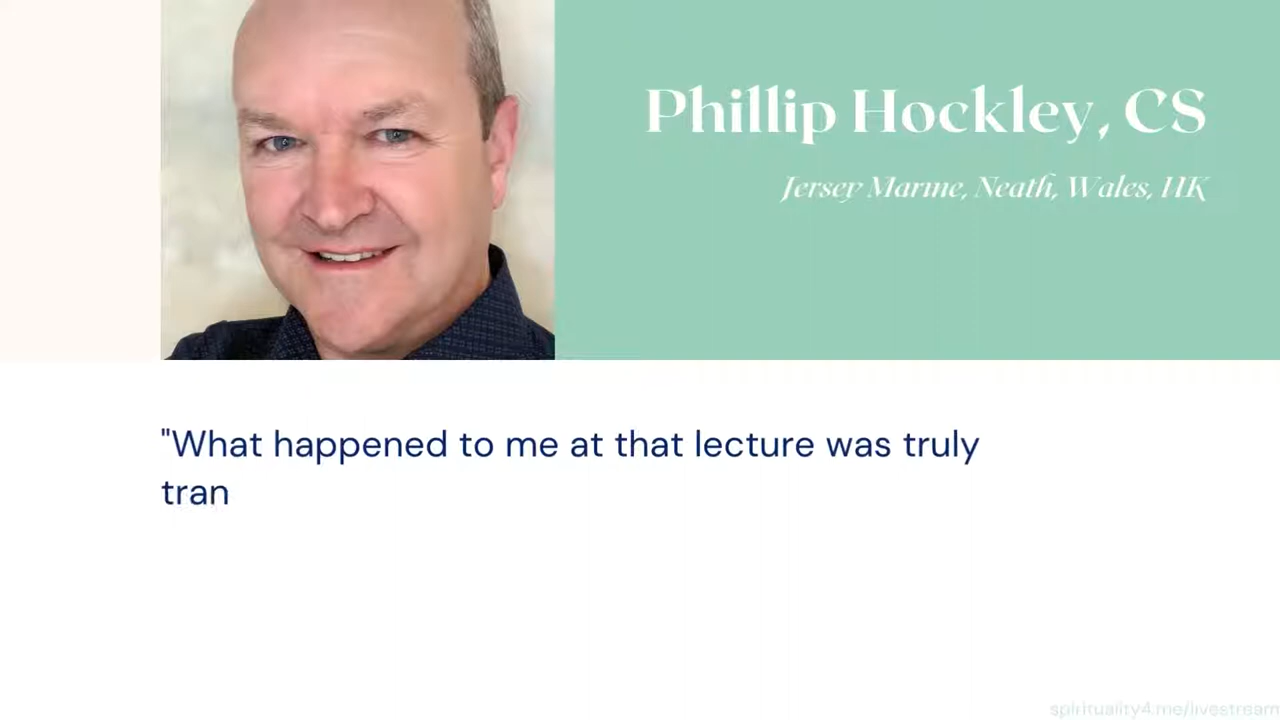 Phillip Hockley, CS
Jersey Marine, Neath, Wales, UK
"What happened to me at that lecture was truly
tran
spirituality4.me/livestream